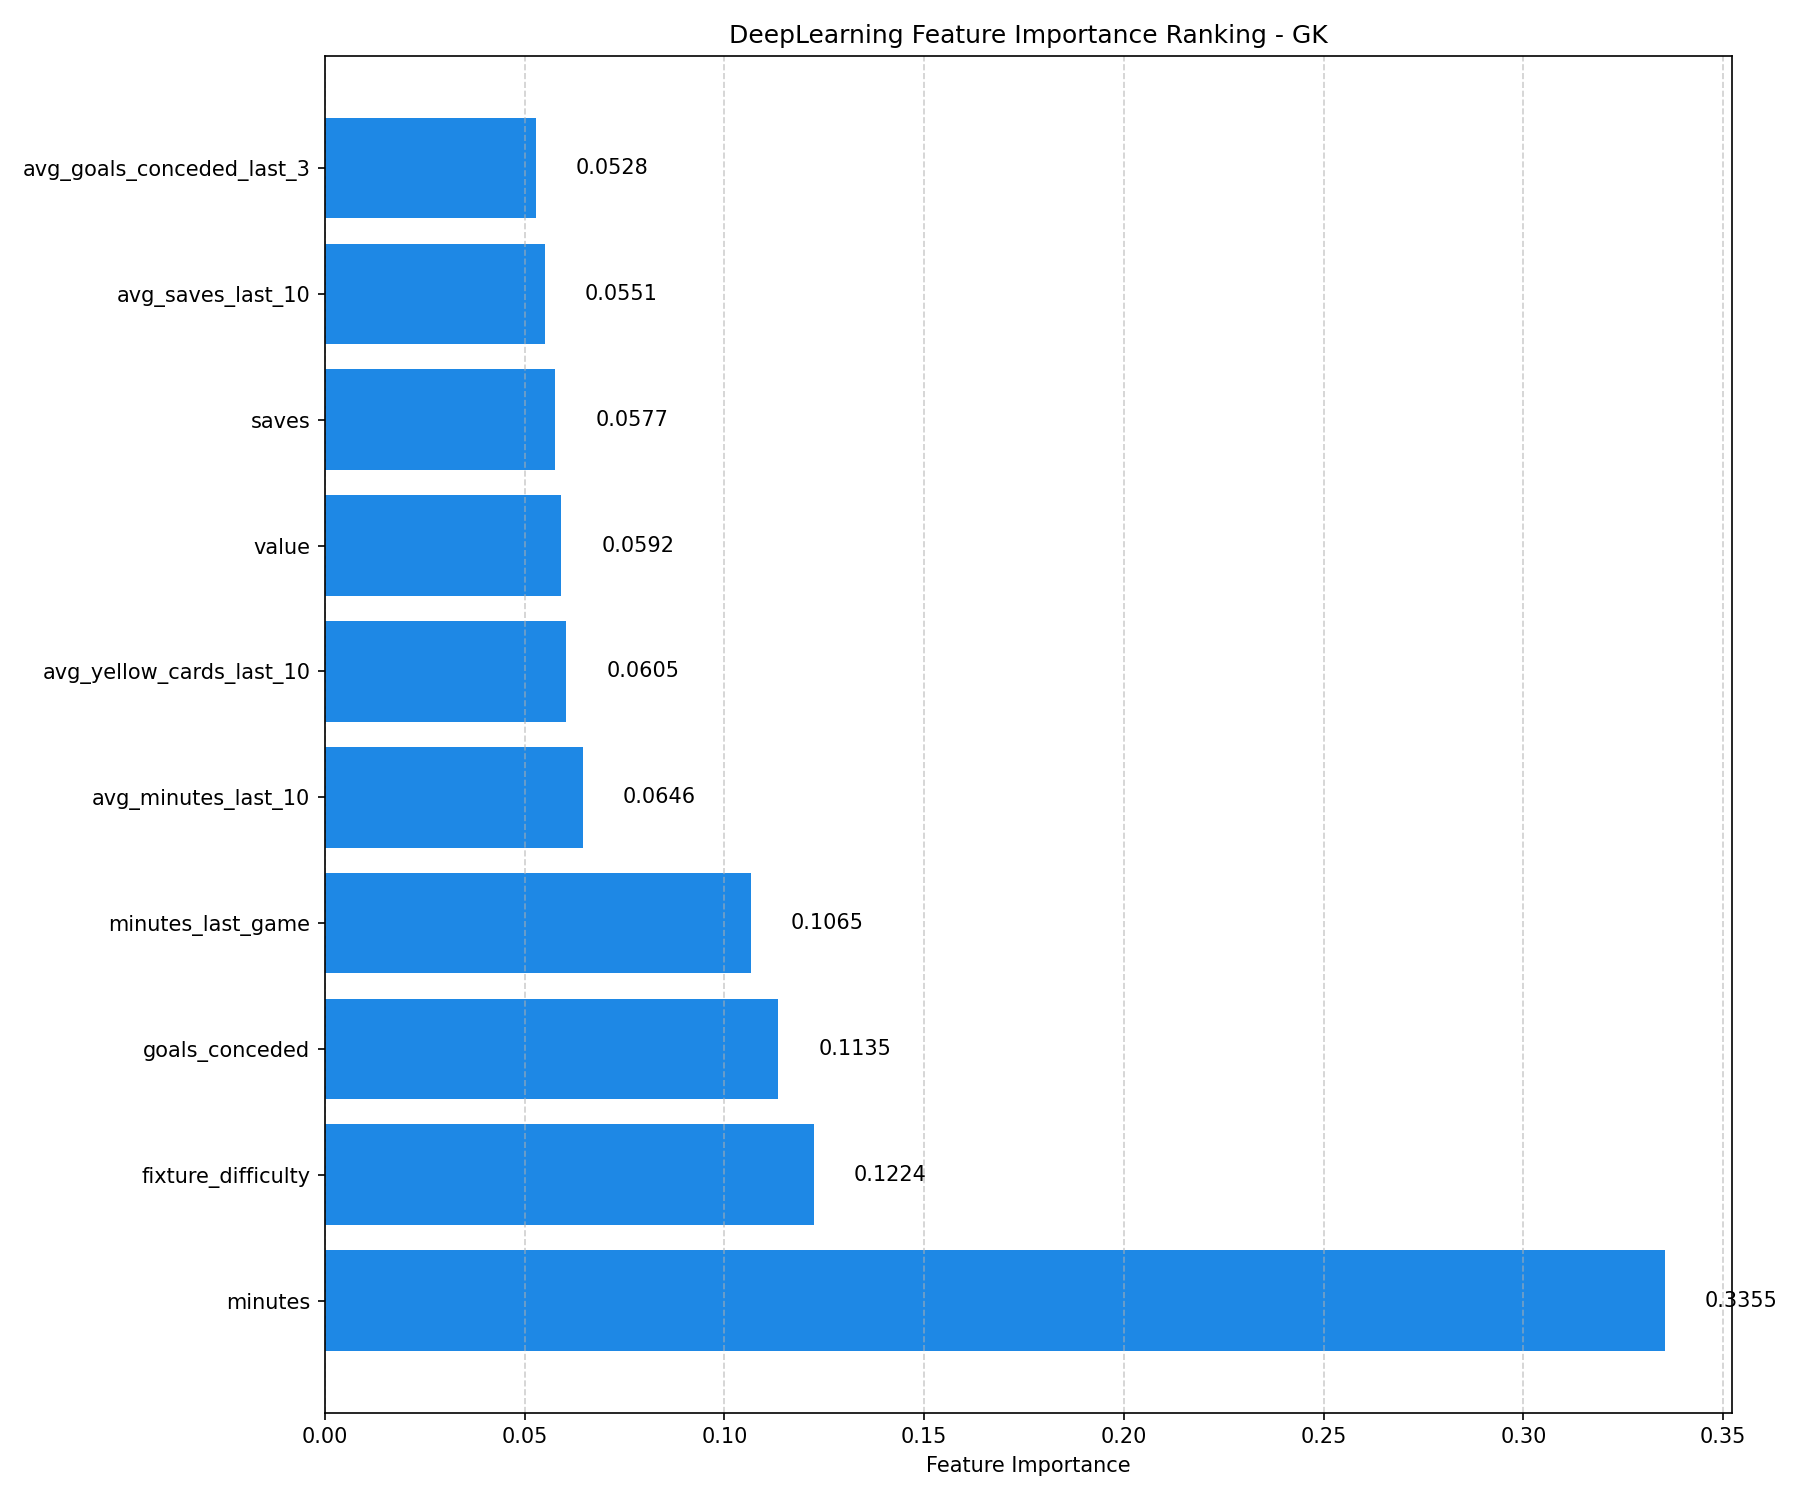 DeepLearning Feature Importance Ranking - GK
avg_goals_conceded_last_3 0.0528
avg_saves_last_10 0.0551
saves 0.0577
value 0.0592
avg_yellow_cards_last_10 0.0605
avg_minutes_last_10 0.0646
minutes_last_game 0.1065
goals_conceded 0.1135
fixture_difficulty 0.1224
minutes 0.3355
0.00 0.05 0.10 0.15 0.20 0.25 0.30 0.35
Feature Importance